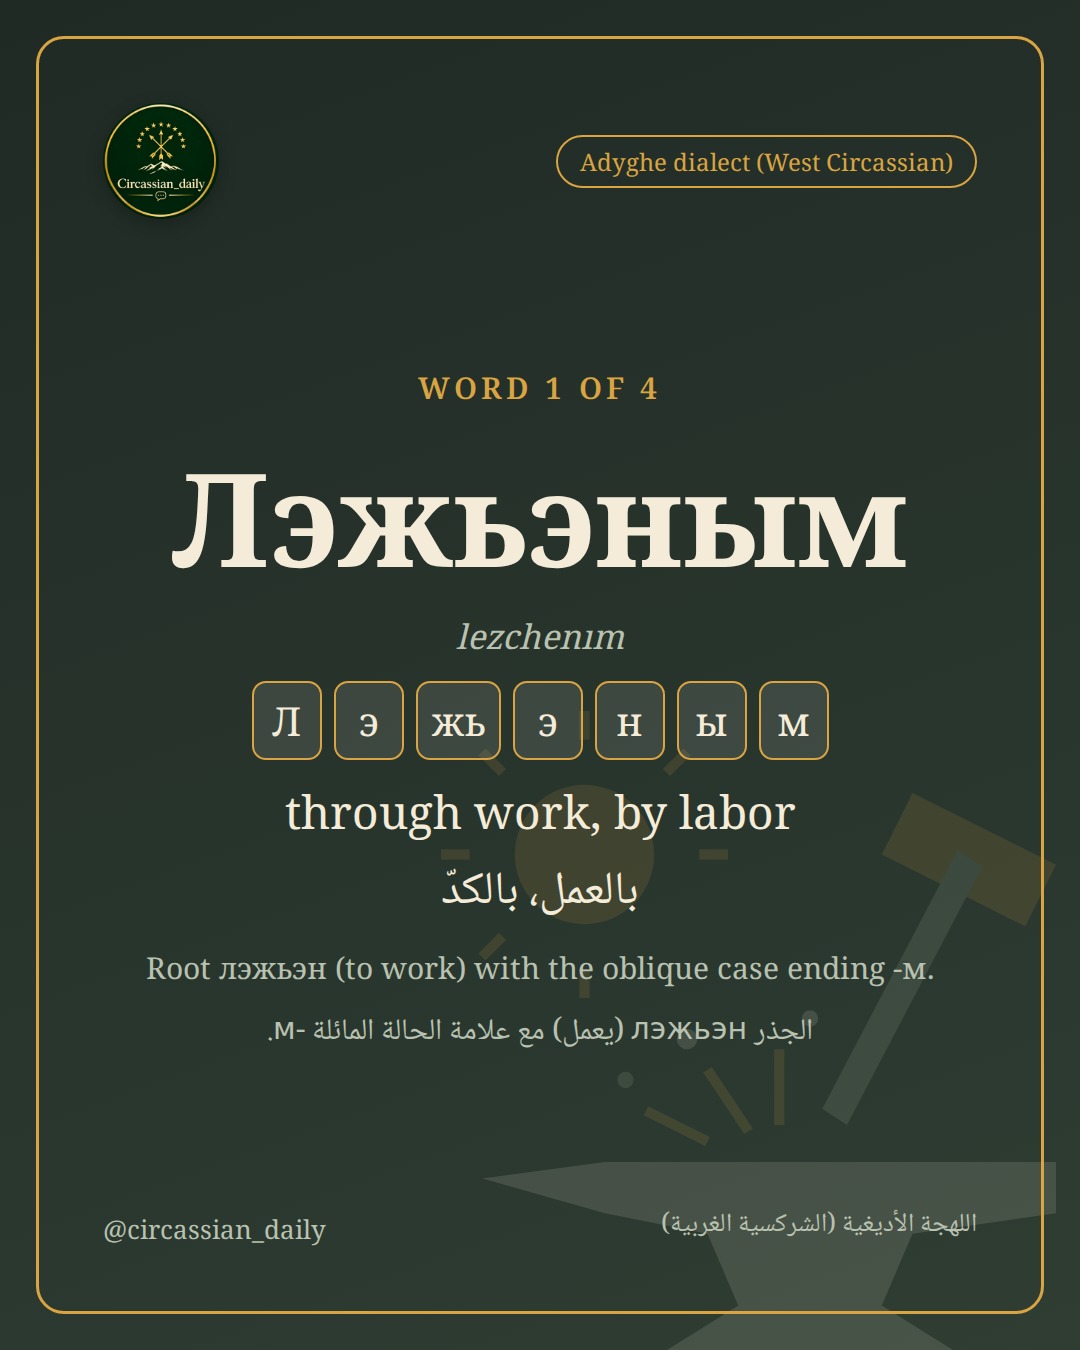 Circassian_daily
Adyghe dialect (West Circassian)
WORD 1 OF 4
Лэжьэным
lezchenım
Л э жь э н ы м
through work, by labor
بالعمل، بالكدّ
Root лэжьэн (to work) with the oblique case ending -м.
الجذر лэжьэн (يعمل) مع علامة الحالة المائلة -м.
@circassian_daily
اللهجة الأديغية (الشركسية الغربية)